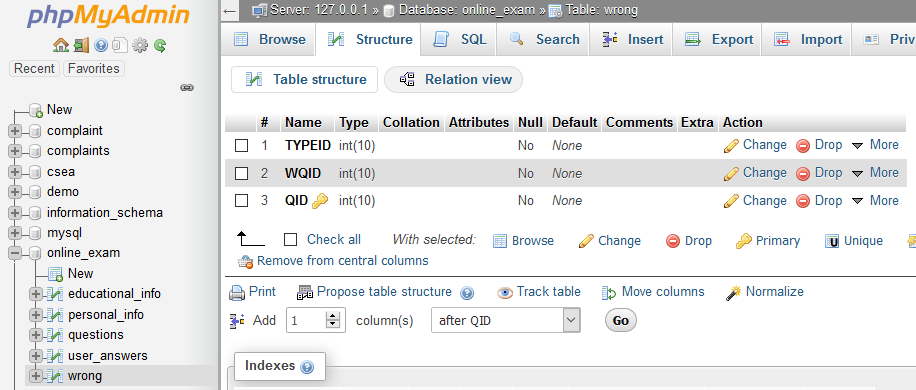 phpMyAdmin
Recent Favorites
New
complaint
complaints
csea
demo
information_schema
mysql
online_exam
New
educational_info
personal_info
questions
user_answers
wrong
Server: 127.0.0.1 » Database: online_exam » Table: wrong
Browse Structure SQL Search Insert Export Import Priv
Table structure Relation view
# Name Type Collation Attributes Null Default Comments Extra Action
1 TYPEID int(10) No None Change Drop More
2 WQID int(10) No None Change Drop More
3 QID int(10) No None Change Drop More
Check all With selected: Browse Change Drop Primary Unique
Remove from central columns
Print Propose table structure Track table Move columns Normalize
Add 1 column(s) after QID Go
Indexes